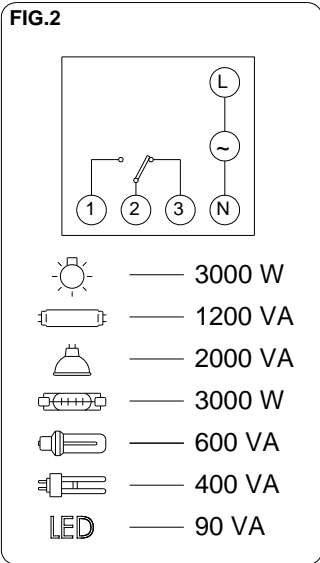 FIG.2
L
~
1 2 3 N
3000 W
1200 VA
2000 VA
3000 W
600 VA
400 VA
LED 90 VA